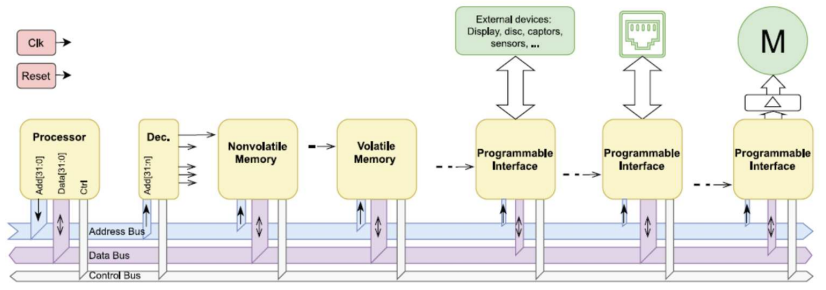 Clk
Reset
External devices:
Display, disc, captors,
sensors, ...
M
Processor
Add[31:0]
Data[31:0]
Ctrl
Dec.
Add[31:n]
Nonvolatile
Memory
Volatile
Memory
Programmable
Interface
Programmable
Interface
Programmable
Interface
Address Bus
Data Bus
Control Bus